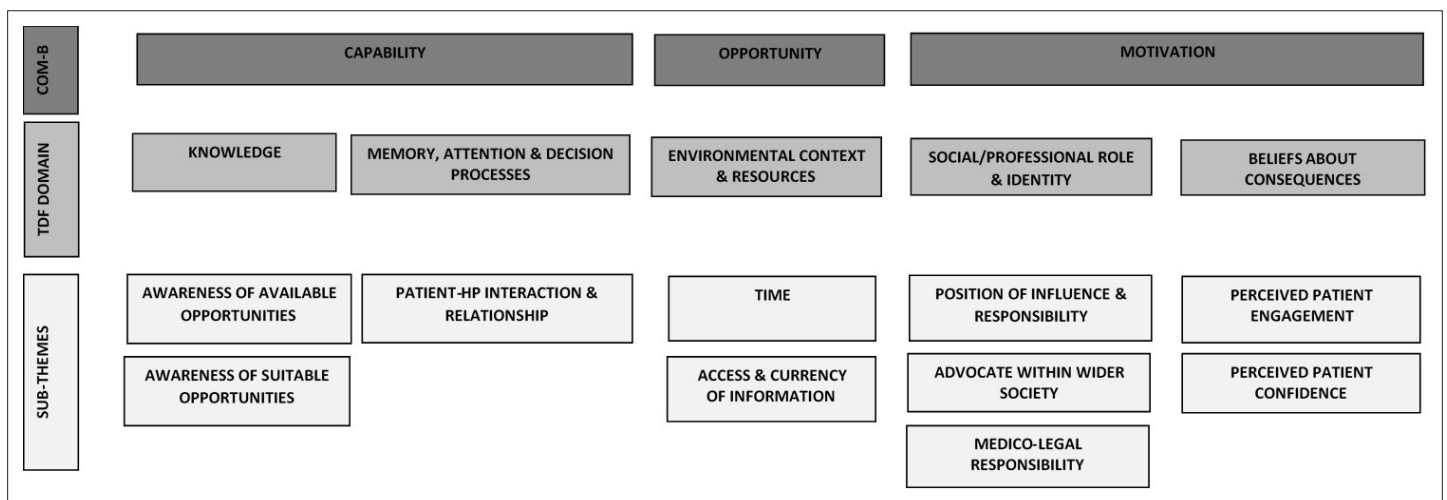 COM-B
CAPABILITY
OPPORTUNITY
MOTIVATION
TDF DOMAIN
KNOWLEDGE
MEMORY, ATTENTION & DECISION
PROCESSES
ENVIRONMENTAL CONTEXT
& RESOURCES
SOCIAL/PROFESSIONAL ROLE
& IDENTITY
BELIEFS ABOUT
CONSEQUENCES
SUB-THEMES
AWARENESS OF AVAILABLE
OPPORTUNITIES
PATIENT-HP INTERACTION &
RELATIONSHIP
TIME
POSITION OF INFLUENCE &
RESPONSIBILITY
PERCEIVED PATIENT
ENGAGEMENT
AWARENESS OF SUITABLE
OPPORTUNITIES
ACCESS & CURRENCY
OF INFORMATION
ADVOCATE WITHIN WIDER
SOCIETY
PERCEIVED PATIENT
CONFIDENCE
MEDICO-LEGAL
RESPONSIBILITY